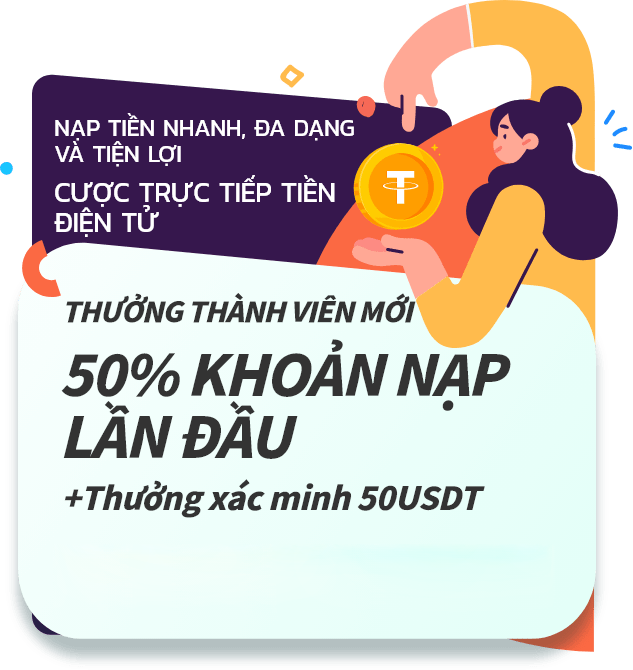 NẠP TIỀN NHANH, ĐA DẠNG
VÀ TIỆN LỢI
CƯỢC TRỰC TIẾP TIỀN
ĐIỆN TỬ
THƯỞNG THÀNH VIÊN MỚI
50% KHOẢN NẠP
LẦN ĐẦU
+Thưởng xác minh 50USDT